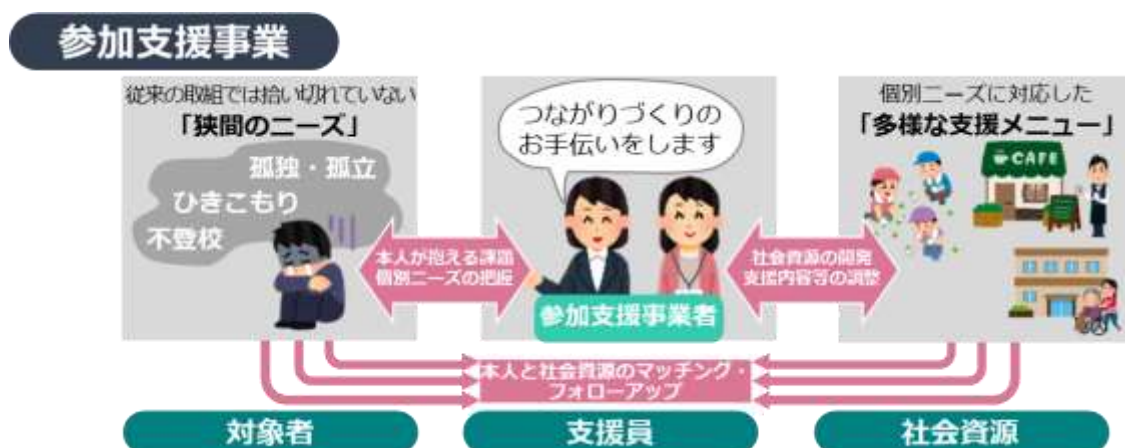 参加支援事業
従来の取組では拾い切れていない
「狭間のニーズ」
孤独・孤立
ひきこもり
不登校
つながりづくりの
お手伝いをします
個別ニーズに対応した
「多様な支援メニュー」
CAFE
本人が抱える課題
個別ニーズの把握
参加支援事業者
社会資源の開発
支援内容等の調整
本人と社会資源のマッチング・
フォローアップ
対象者
支援員
社会資源